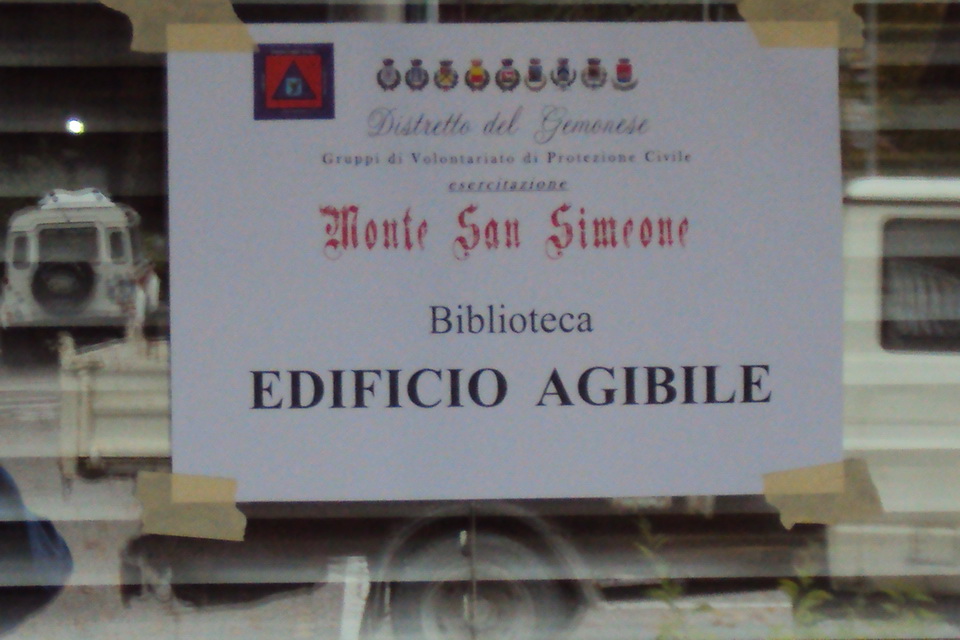 Distretto del Gemonese
Gruppi di Volontariato di Protezione Civile
esercitazione
Monte San Simeone
Biblioteca
EDIFICIO AGIBILE